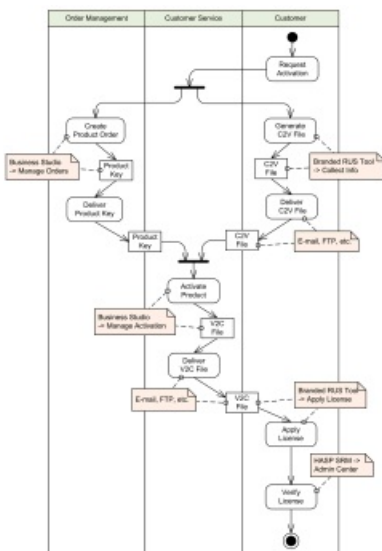 Order Management
Customer Service
Customer
Request
Activation
Create
Product Order
Generate
C2V File
Business Studio
-> Manage Orders
Product
Key
C2V
File
Branded RUS Tool
-> Collect Info
Deliver
Product Key
Deliver
C2V File
Product
Key
C2V
File
E-mail, FTP, etc.
Activate
Product
Business Studio
-> Manage Activation
V2C
File
Deliver
V2C File
E-mail, FTP, etc.
V2C
File
Branded RUS Tool
-> Apply License
Apply
License
HASP SRM ->
Admin Center
Verify
License